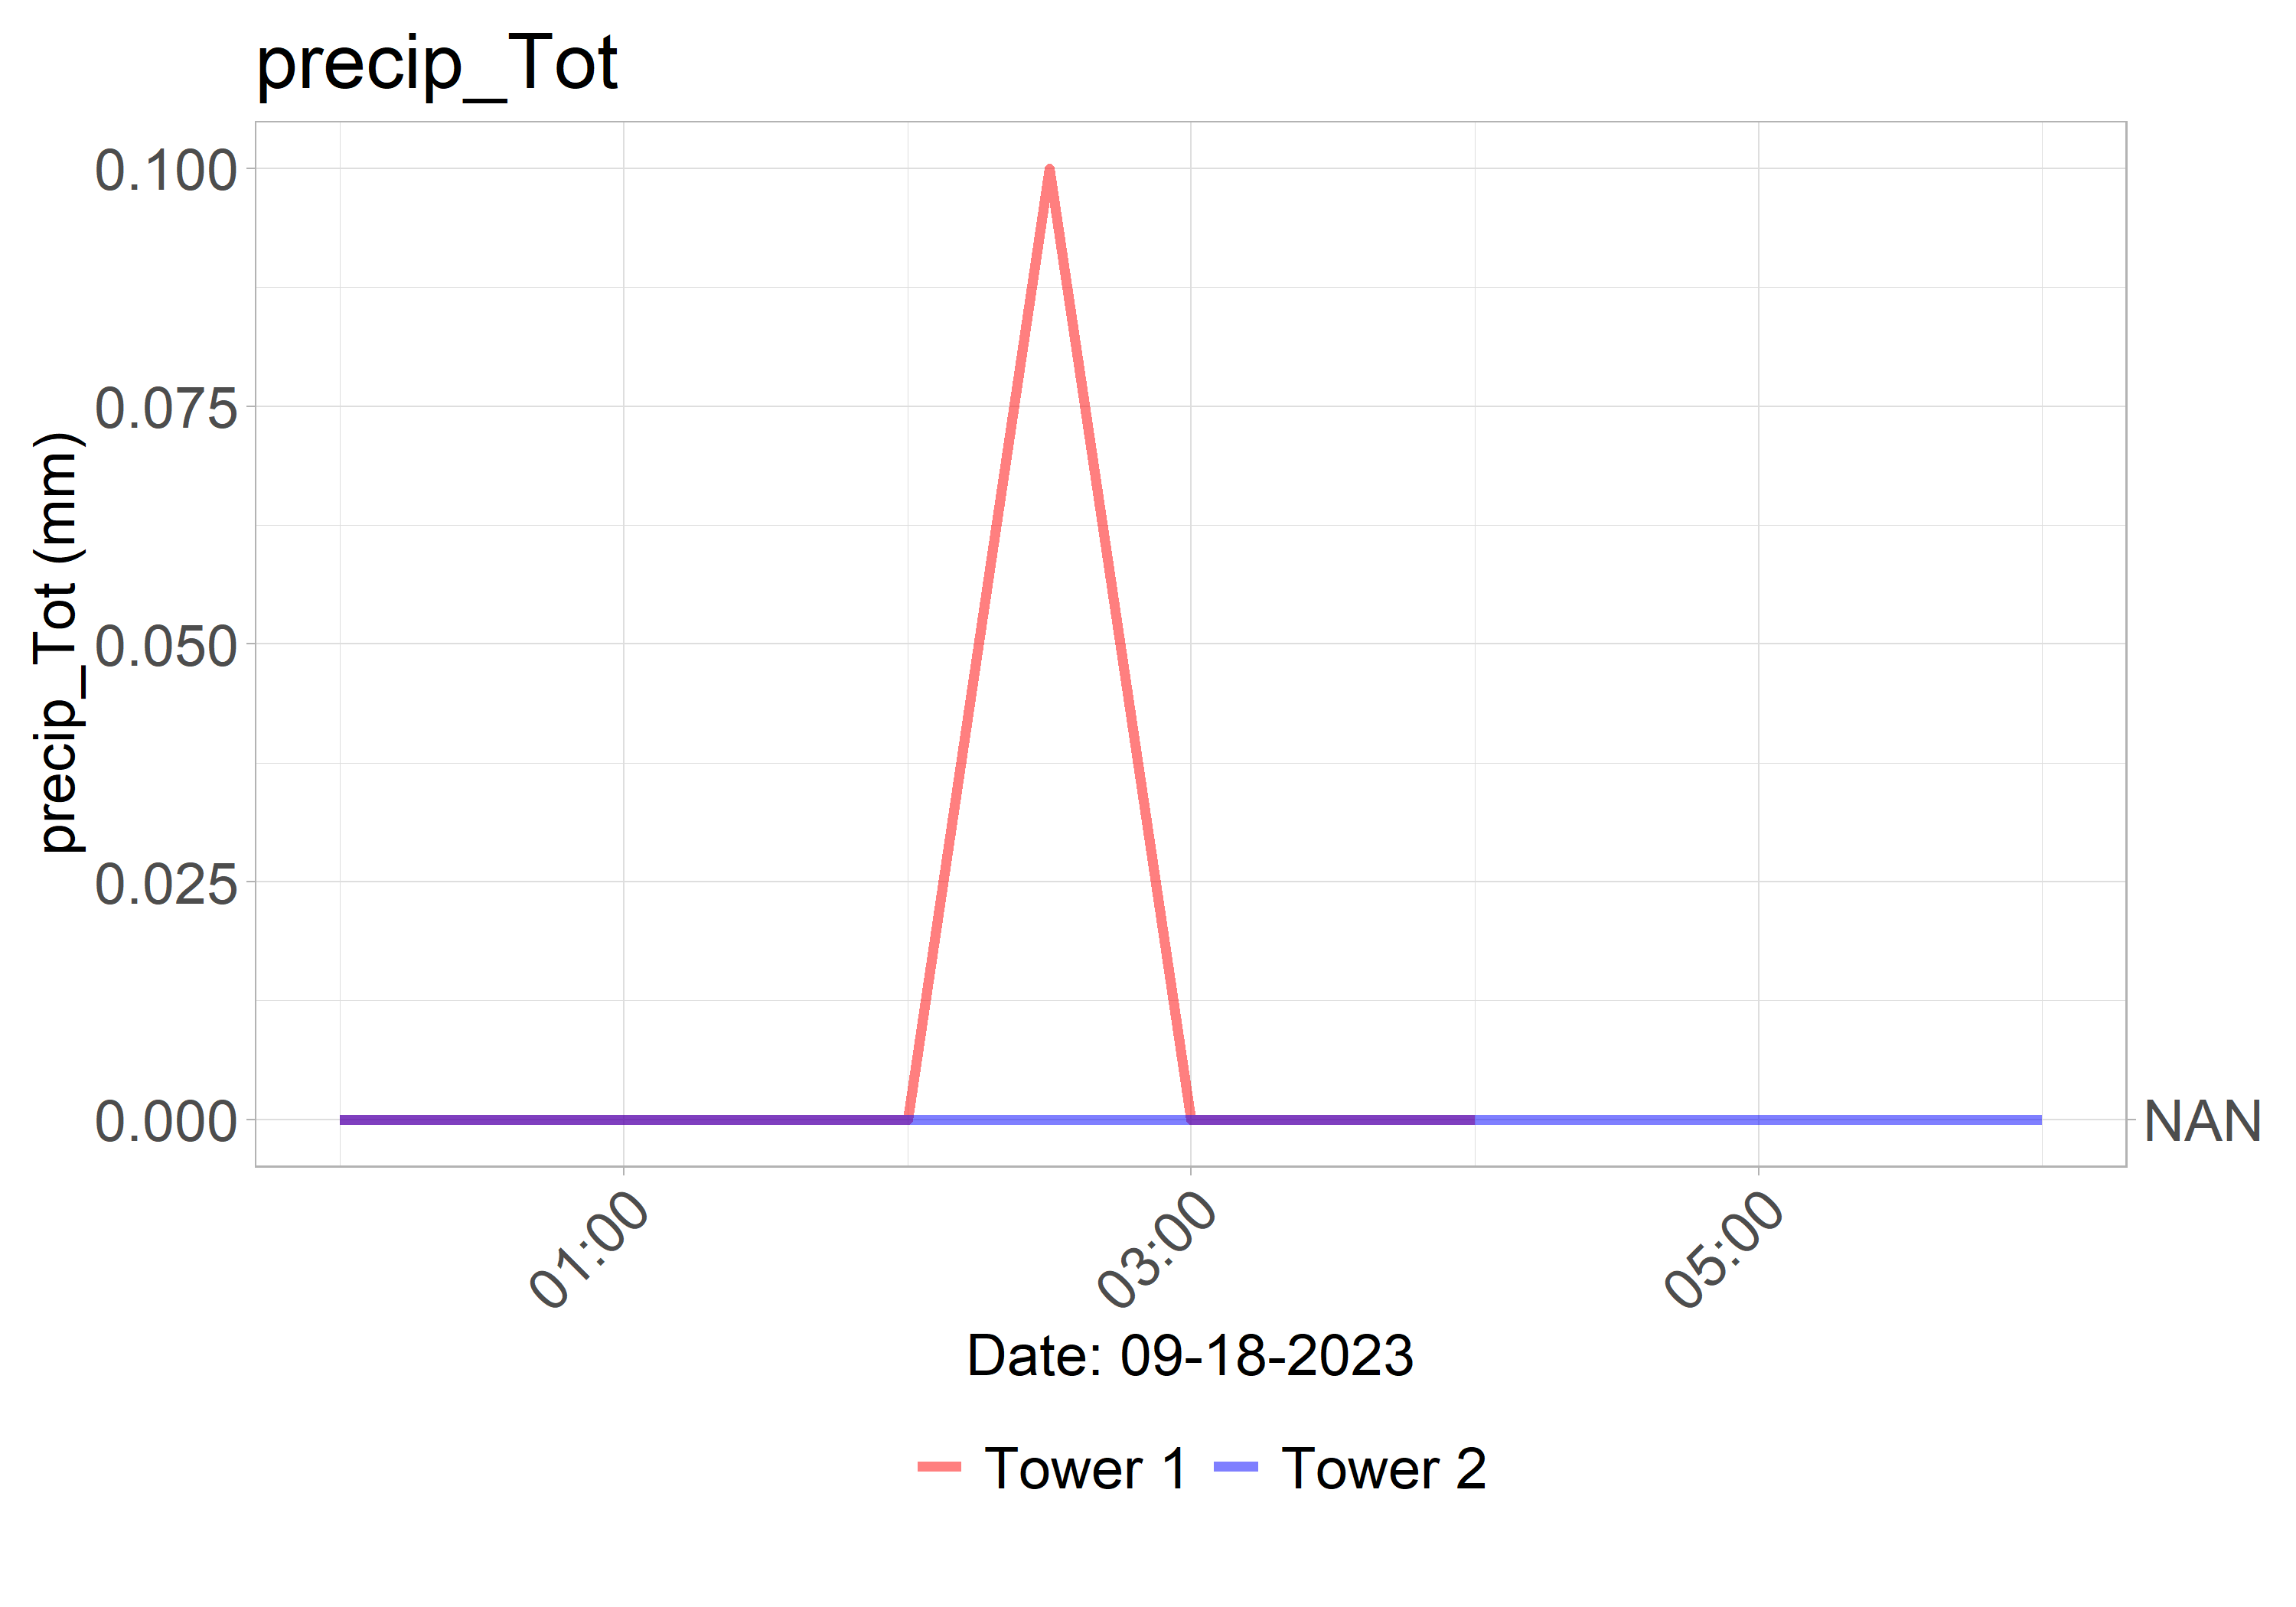 precip_Tot
precip_Tot (mm)
0.100
0.075
0.050
0.025
0.000
NAN
01:00
03:00
05:00
Date: 09-18-2023
Tower 1
Tower 2